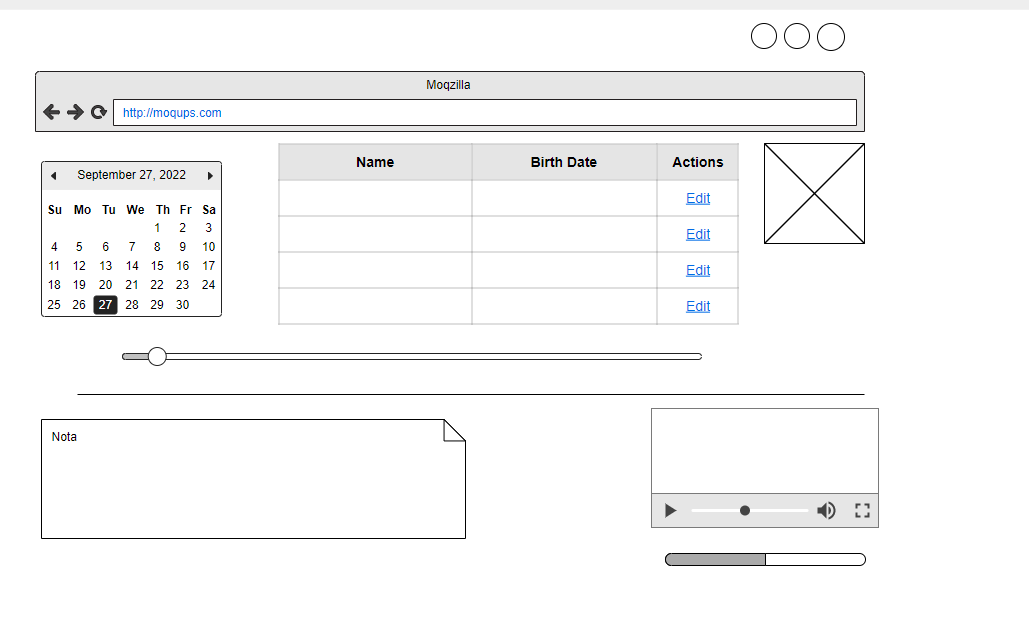 Moqzilla
http://moqups.com
September 27, 2022
Su Mo Tu We Th Fr Sa
1 2 3
4 5 6 7 8 9 10
11 12 13 14 15 16 17
18 19 20 21 22 23 24
25 26 27 28 29 30
Name Birth Date Actions
Edit
Edit
Edit
Edit
Nota